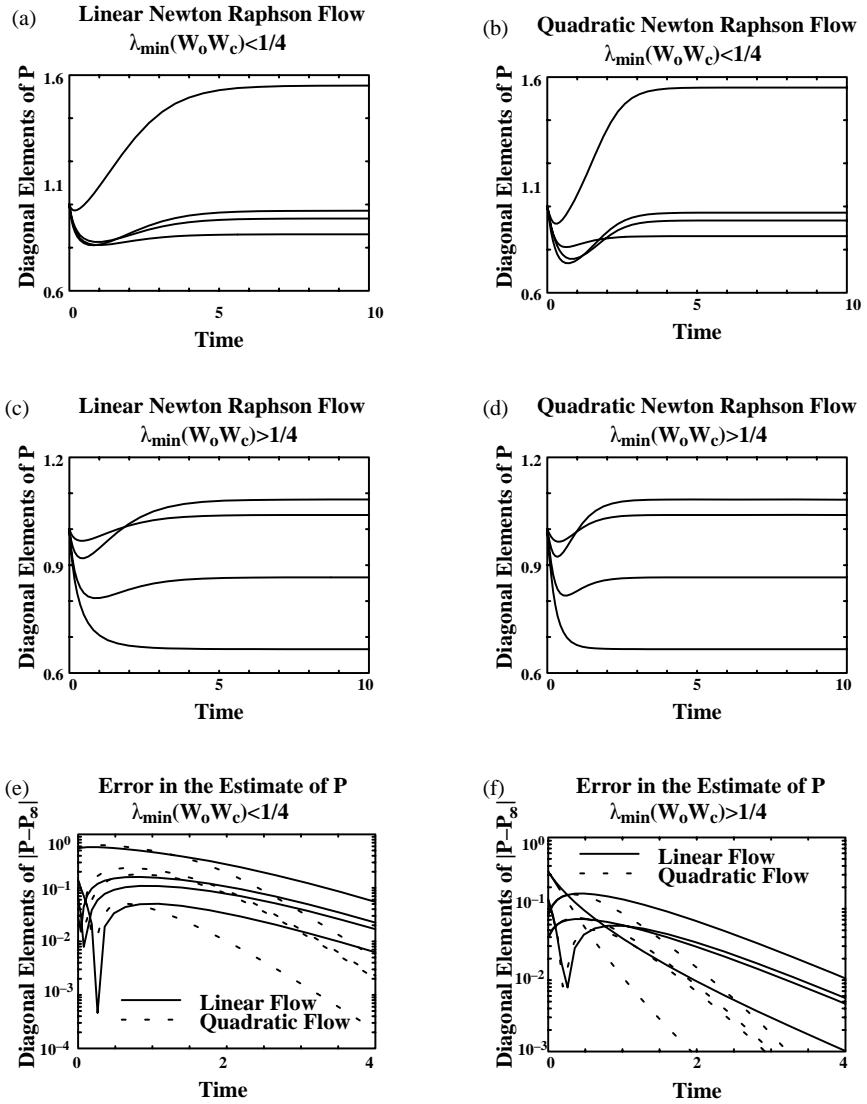 (a)
Linear Newton Raphson Flow
λmin(WoWc)<1/4
Diagonal Elements of P
1.6
1.1
0.6
0
5
10
Time
(b)
Quadratic Newton Raphson Flow
λmin(WoWc)<1/4
Diagonal Elements of P
1.6
1.1
0.6
0
5
10
Time
(c)
Linear Newton Raphson Flow
λmin(WoWc)>1/4
Diagonal Elements of P
1.2
0.9
0.6
0
5
10
Time
(d)
Quadratic Newton Raphson Flow
λmin(WoWc)>1/4
Diagonal Elements of P
1.2
0.9
0.6
0
5
10
Time
(e)
Error in the Estimate of P
λmin(WoWc)<1/4
Diagonal Elements of |P–P8|
10^0
10^–1
10^–2
10^–3
10^–4
Linear Flow
Quadratic Flow
0
2
4
Time
(f)
Error in the Estimate of P
λmin(WoWc)>1/4
Diagonal Elements of |P–P8|
10^0
10^–1
10^–2
10^–3
Linear Flow
Quadratic Flow
0
2
4
Time